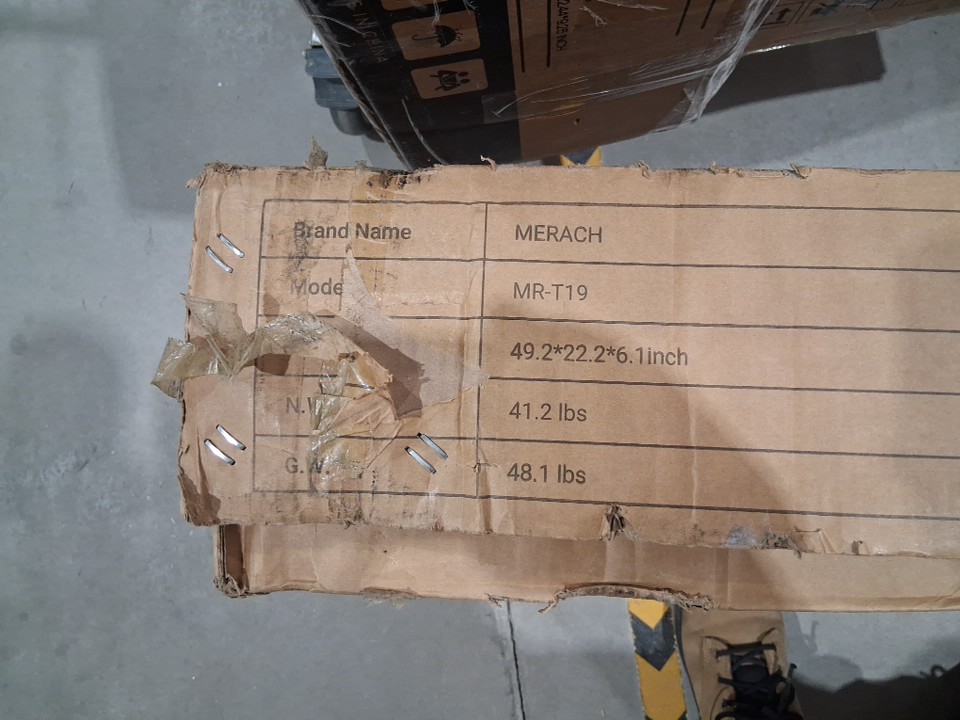 Brand Name MERACH
Mode MR-T19
49.2*22.2*6.1inch
N.W 41.2 lbs
G.W. 48.1 lbs